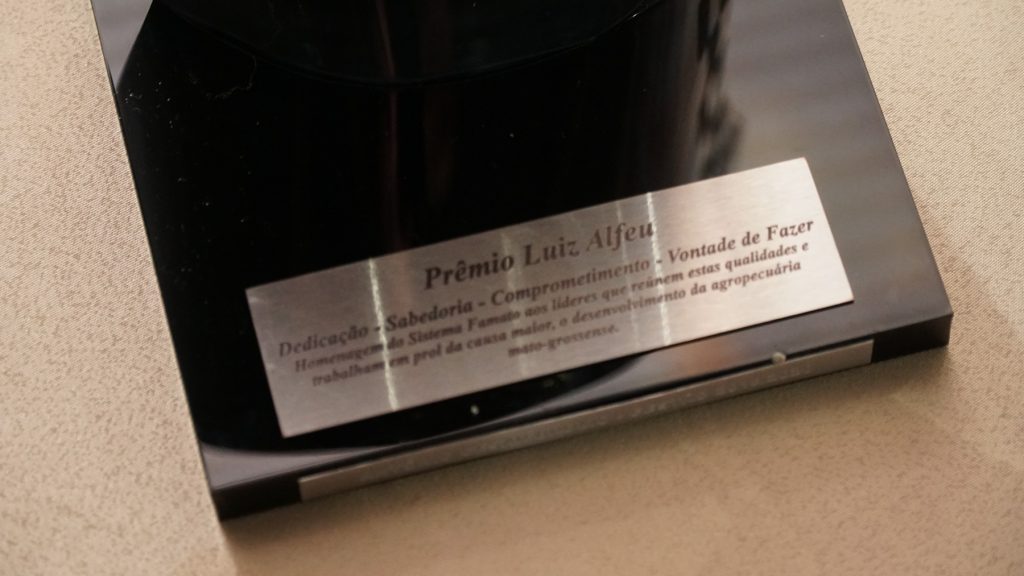 Prêmio Luiz Alfeu
Dedicação - Sabedoria - Comprometimento - Vontade de Fazer
Homenagem do Sistema Famato aos líderes que reúnem estas qualidades e
trabalham em prol da causa maior, o desenvolvimento da agropecuária
mato-grossense.